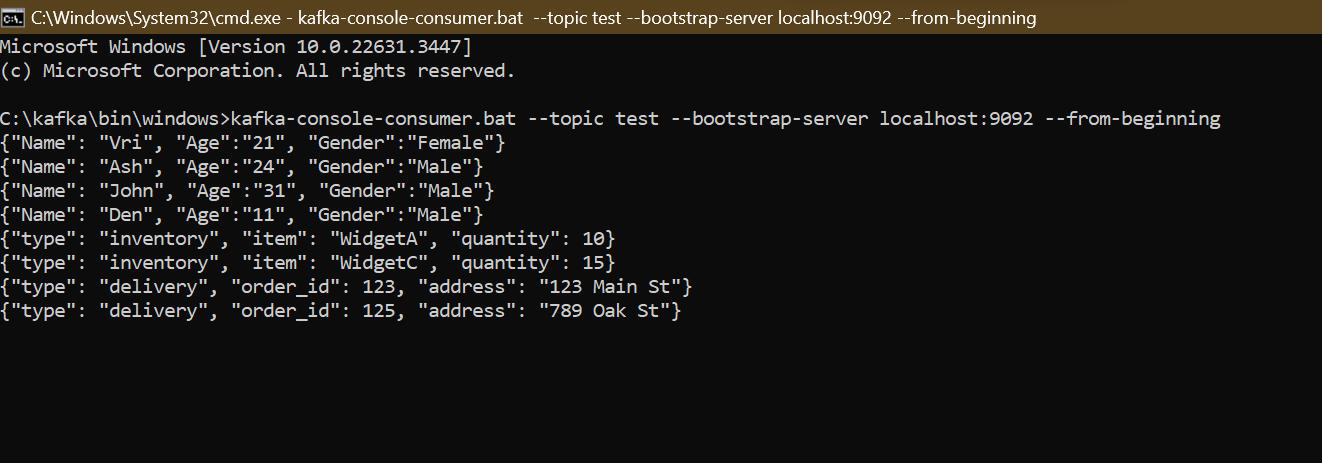 C:\Windows\System32\cmd.exe - kafka-console-consumer.bat --topic test --bootstrap-server localhost:9092 --from-beginning
Microsoft Windows [Version 10.0.22631.3447]
(c) Microsoft Corporation. All rights reserved.
C:\kafka\bin\windows>kafka-console-consumer.bat --topic test --bootstrap-server localhost:9092 --from-beginning
{"Name": "Vri", "Age":"21", "Gender":"Female"}
{"Name": "Ash", "Age":"24", "Gender":"Male"}
{"Name": "John", "Age":"31", "Gender":"Male"}
{"Name": "Den", "Age":"11", "Gender":"Male"}
{"type": "inventory", "item": "WidgetA", "quantity": 10}
{"type": "inventory", "item": "WidgetC", "quantity": 15}
{"type": "delivery", "order_id": 123, "address": "123 Main St"}
{"type": "delivery", "order_id": 125, "address": "789 Oak St"}